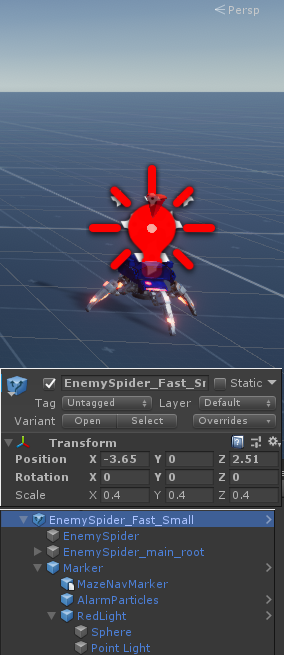 Persp
EnemySpider_Fast_Sr
Static
Tag Untagged Layer Default
Variant Open Select Overrides
Transform
Position X -3.65 Y 0 Z 2.51
Rotation X 0 Y 0 Z 0
Scale X 0.4 Y 0.4 Z 0.4
EnemySpider_Fast_Small
EnemySpider
EnemySpider_main_root
Marker
MazeNavMarker
AlarmParticles
RedLight
Sphere
Point Light